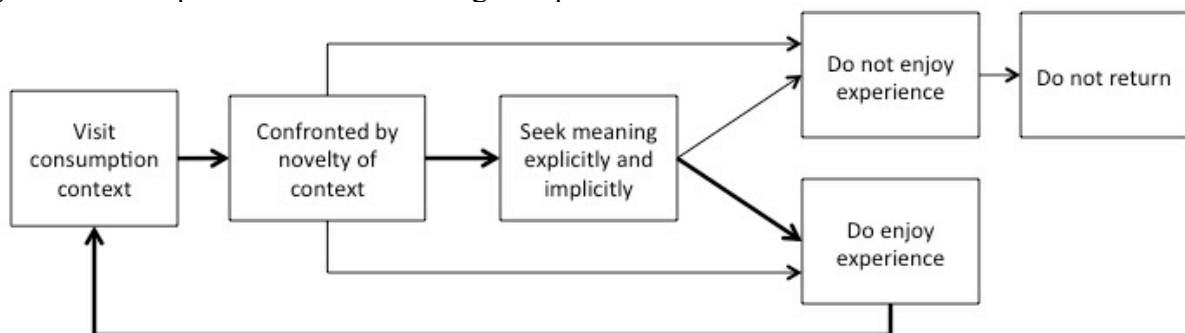 Visit
consumption
context
Confronted by
novelty of
context
Seek meaning
explicitly and
implicitly
Do not enjoy
experience
Do not return
Do enjoy
experience